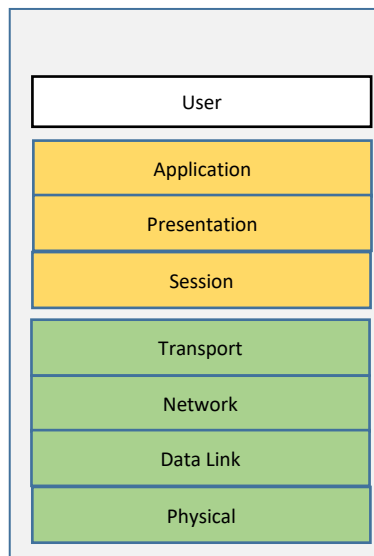 User
Application
Presentation
Session
Transport
Network
Data Link
Physical